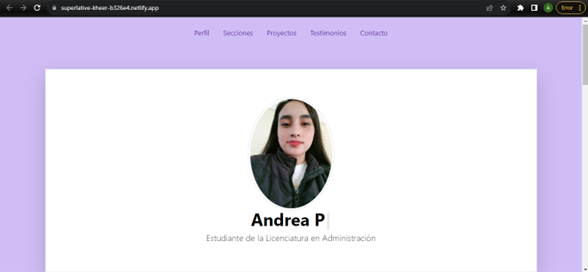 superlative-kheer-b326e4.netlify.app
A
Error
Perfil Secciones Proyectos Testimonios Contacto
Andrea P
Estudiante de la Licenciatura en Administración